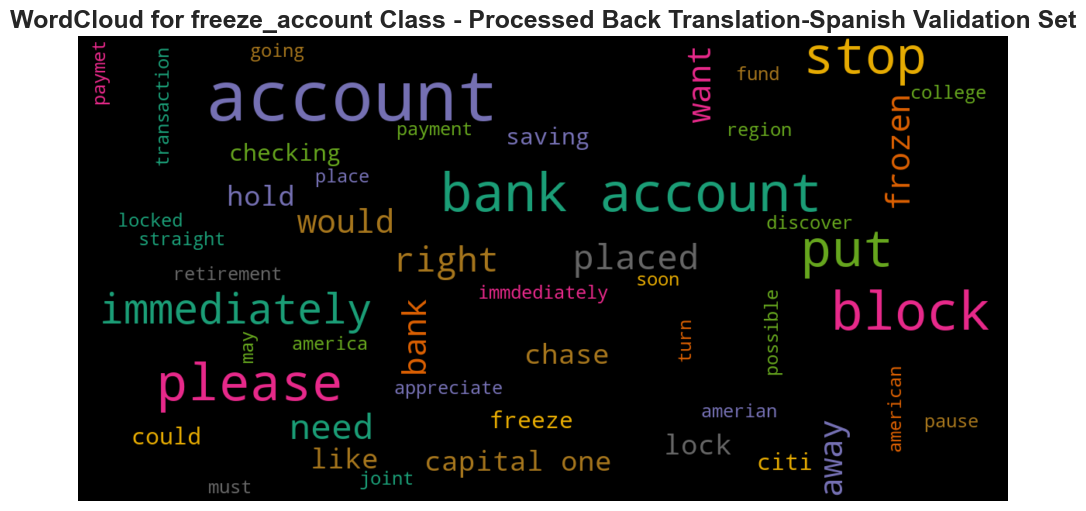 WordCloud for freeze_account Class - Processed Back Translation-Spanish Validation Set
paymet
transaction
going
account
want
fund
stop
college
payment
saving
region
frozen
checking
place
hold
bank account
locked
straight
would
discover
put
right
placed
retirement
soon
immdediately
immediately
block
bank
may
america
turn
possible
chase
please
appreciate
amerian
american
pause
could
need
freeze
lock
away
like
capital one
citi
joint
must